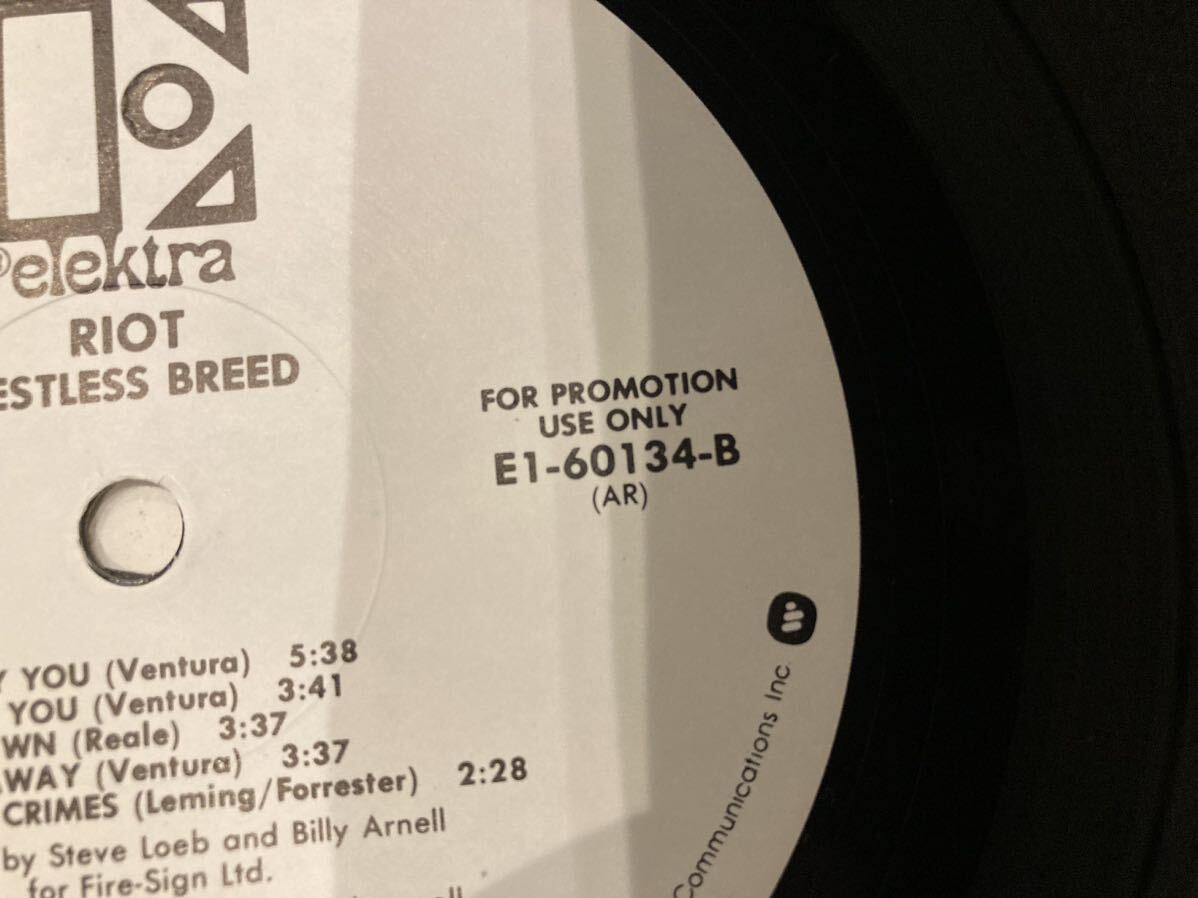 elektra
RIOT
ESTLESS BREED
FOR PROMOTION
USE ONLY
E1-60134-B
(AR)
Y YOU (Ventura) 5:38
YOU (Ventura) 3:41
WN (Reale) 3:37
WAY (Ventura) 3:37
CRIMES (Leming/Forrester) 2:28
by Steve Loeb and Billy Arnell
for Fire-Sign Ltd.
Communications Inc.